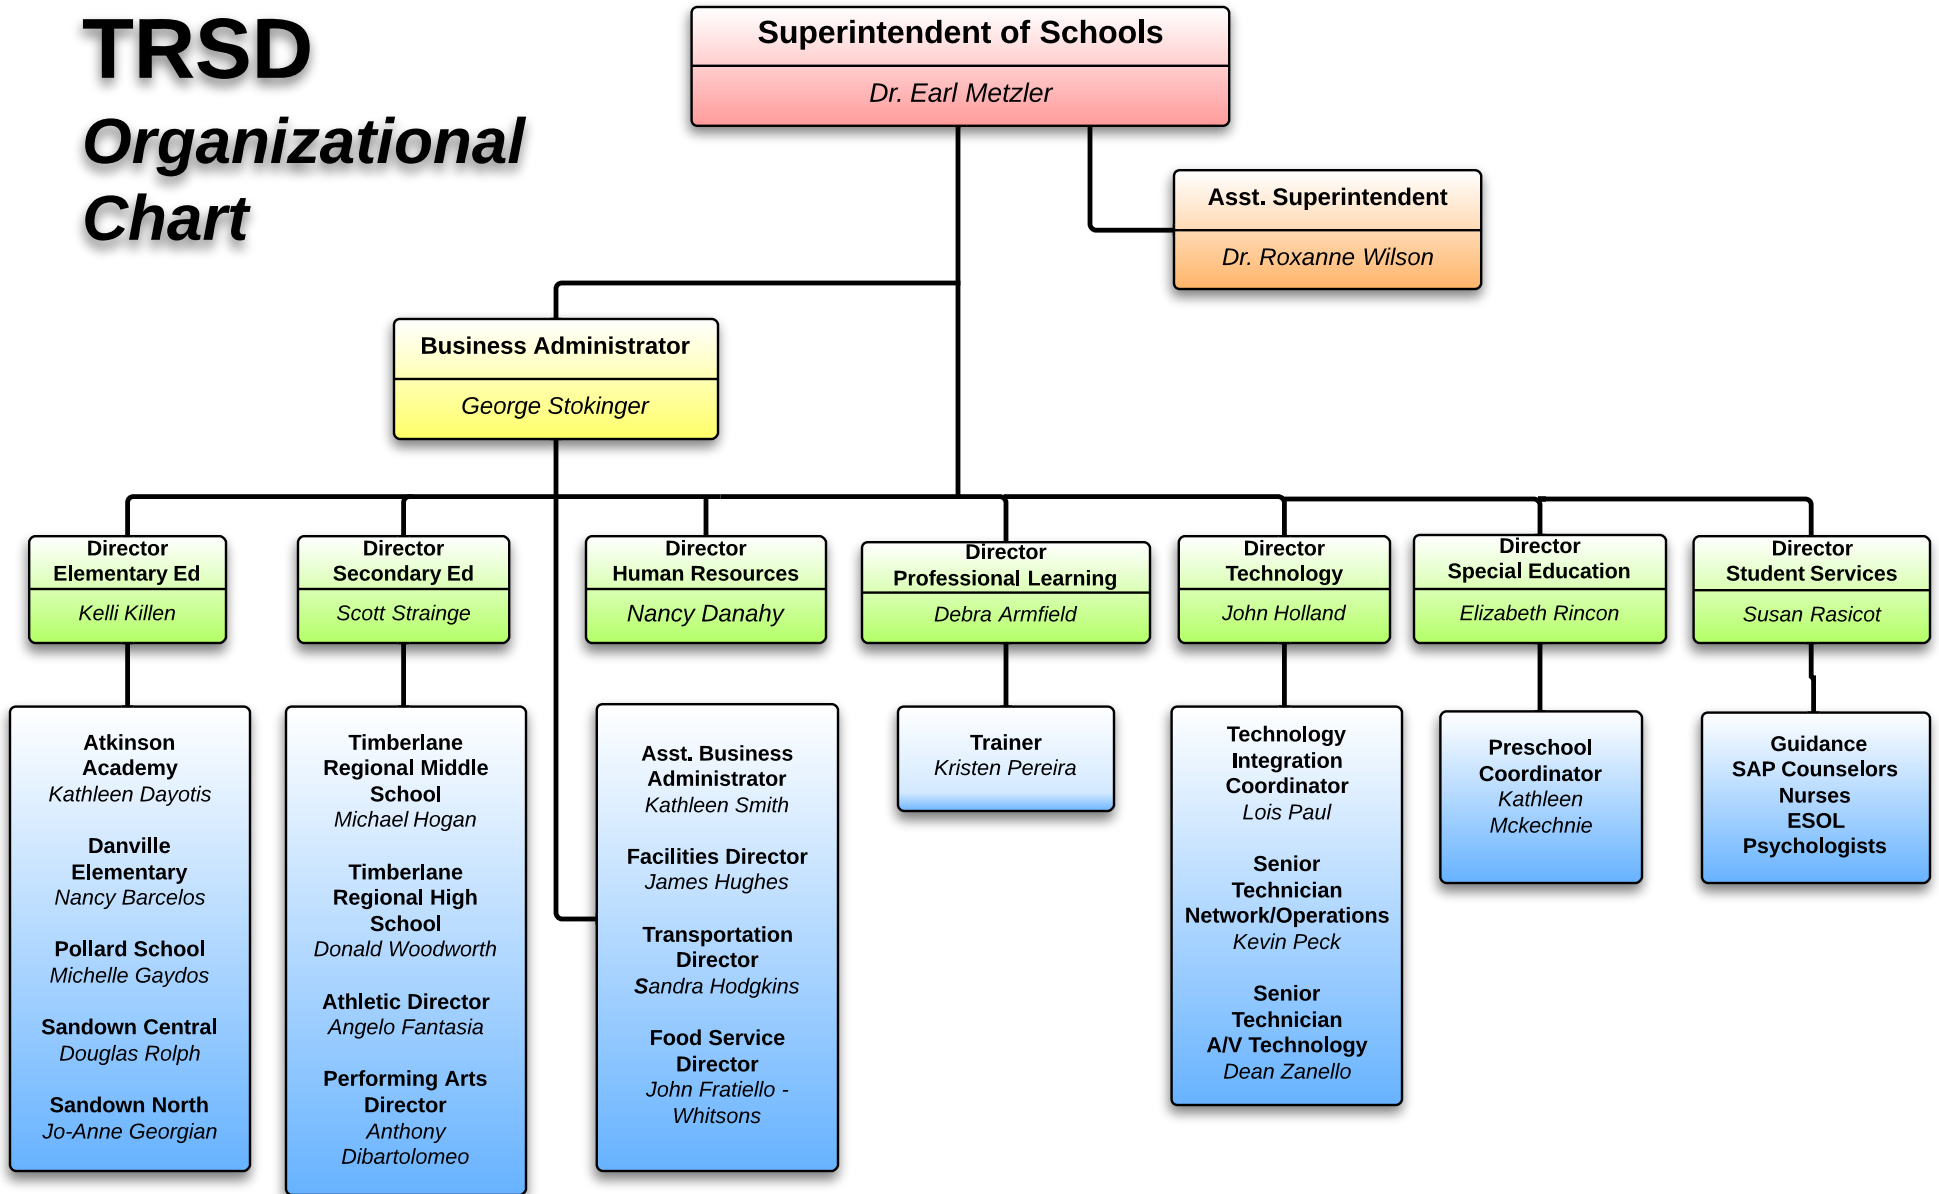 TRSD
Organizational
Chart
Superintendent of Schools
Dr. Earl Metzler
Asst. Superintendent
Dr. Roxanne Wilson
Business Administrator
George Stokinger
Director
Elementary Ed
Kelli Killen
Director
Secondary Ed
Scott Strainge
Director
Human Resources
Nancy Danahy
Director
Professional Learning
Debra Armfield
Director
Technology
John Holland
Director
Special Education
Elizabeth Rincon
Director
Student Services
Susan Rasicot
Atkinson
Academy
Kathleen Dayotis
Danville
Elementary
Nancy Barcelos
Pollard School
Michelle Gaydos
Sandown Central
Douglas Rolph
Sandown North
Jo-Anne Georgian
Timberlane
Regional Middle
School
Michael Hogan
Timberlane
Regional High
School
Donald Woodworth
Athletic Director
Angelo Fantasia
Performing Arts
Director
Anthony
Dibartolomeo
Asst. Business
Administrator
Kathleen Smith
Facilities Director
James Hughes
Transportation
Director
Sandra Hodgkins
Food Service
Director
John Fratiello -
Whitsons
Trainer
Kristen Pereira
Technology
Integration
Coordinator
Lois Paul
Senior
Technician
Network/Operations
Kevin Peck
Senior
Technician
A/V Technology
Dean Zanello
Preschool
Coordinator
Kathleen
Mckechnie
Guidance
SAP Counselors
Nurses
ESOL
Psychologists